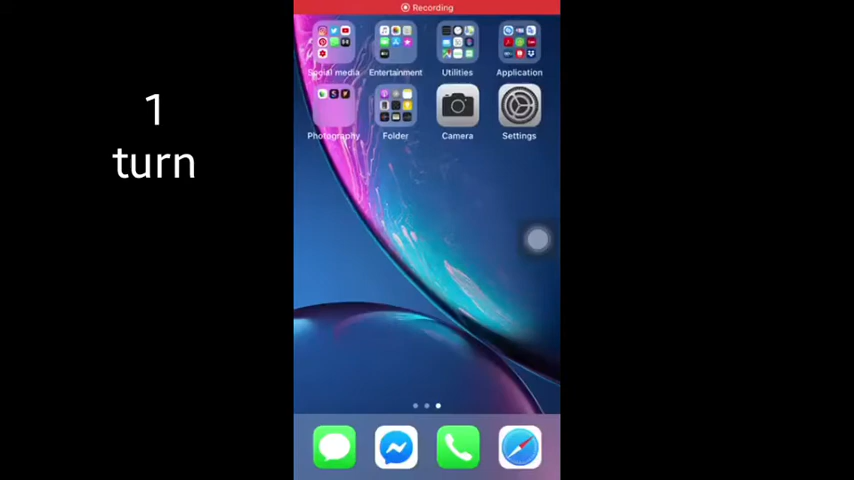 Recording
1
turn
Social media
Entertainment
Utilities
Application
Photography
Folder
Camera
Settings